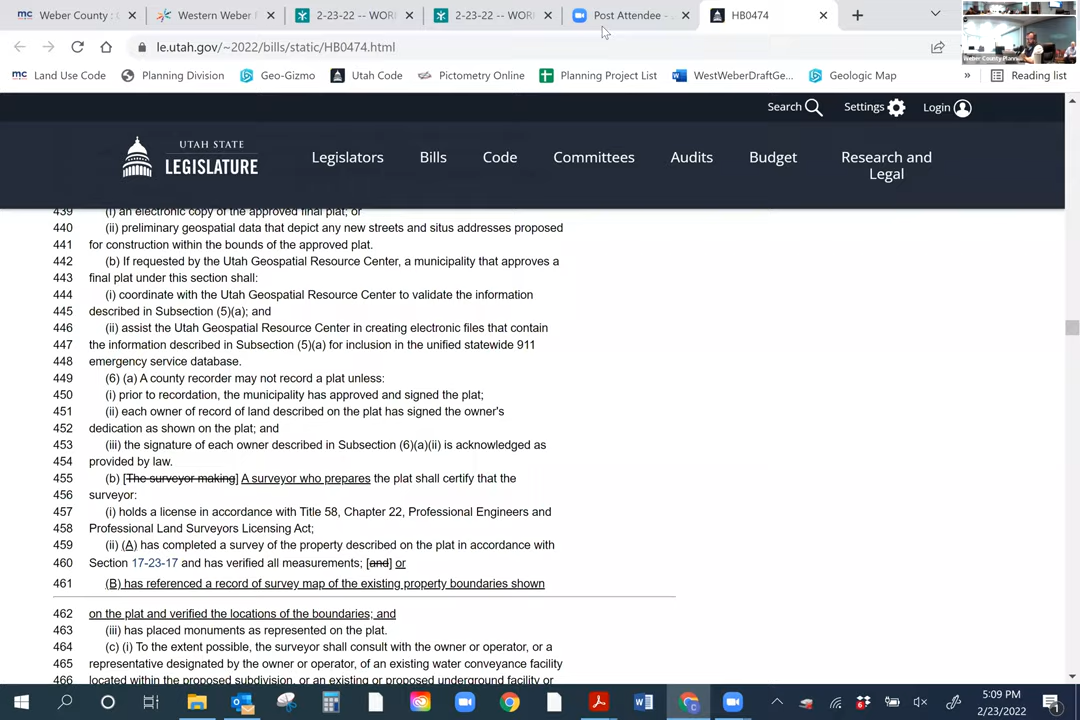 Weber County : C
Western Weber P
2-23-22 -- WORK
2-23-22 -- WORK
Post Attendee -
HB0474
le.utah.gov/~2022/bills/static/HB0474.html
mc Land Use Code
Planning Division
Geo-Gizmo
Utah Code
Pictometry Online
Planning Project List
WestWeberDraftGe...
Geologic Map
»
Reading list
Search
Settings
Login
UTAH STATE
LEGISLATURE
Legislators
Bills
Code
Committees
Audits
Budget
Research and
Legal
439 (i) an electronic copy of the approved final plat; or
440 (ii) preliminary geospatial data that depict any new streets and situs addresses proposed
441 for construction within the bounds of the approved plat.
442 (b) If requested by the Utah Geospatial Resource Center, a municipality that approves a
443 final plat under this section shall:
444 (i) coordinate with the Utah Geospatial Resource Center to validate the information
445 described in Subsection (5)(a); and
446 (ii) assist the Utah Geospatial Resource Center in creating electronic files that contain
447 the information described in Subsection (5)(a) for inclusion in the unified statewide 911
448 emergency service database.
449 (6) (a) A county recorder may not record a plat unless:
450 (i) prior to recordation, the municipality has approved and signed the plat;
451 (ii) each owner of record of land described on the plat has signed the owner's
452 dedication as shown on the plat; and
453 (iii) the signature of each owner described in Subsection (6)(a)(ii) is acknowledged as
454 provided by law.
455 (b) [The surveyor making] A surveyor who prepares the plat shall certify that the
456 surveyor:
457 (i) holds a license in accordance with Title 58, Chapter 22, Professional Engineers and
458 Professional Land Surveyors Licensing Act;
459 (ii) (A) has completed a survey of the property described on the plat in accordance with
460 Section 17-23-17 and has verified all measurements; [and] or
461 (B) has referenced a record of survey map of the existing property boundaries shown
462 on the plat and verified the locations of the boundaries; and
463 (iii) has placed monuments as represented on the plat.
464 (c) (i) To the extent possible, the surveyor shall consult with the owner or operator, or a
465 representative designated by the owner or operator, of an existing water conveyance facility
466 located within the proposed subdivision, or an existing or proposed underground facility or
5:09 PM
2/23/2022